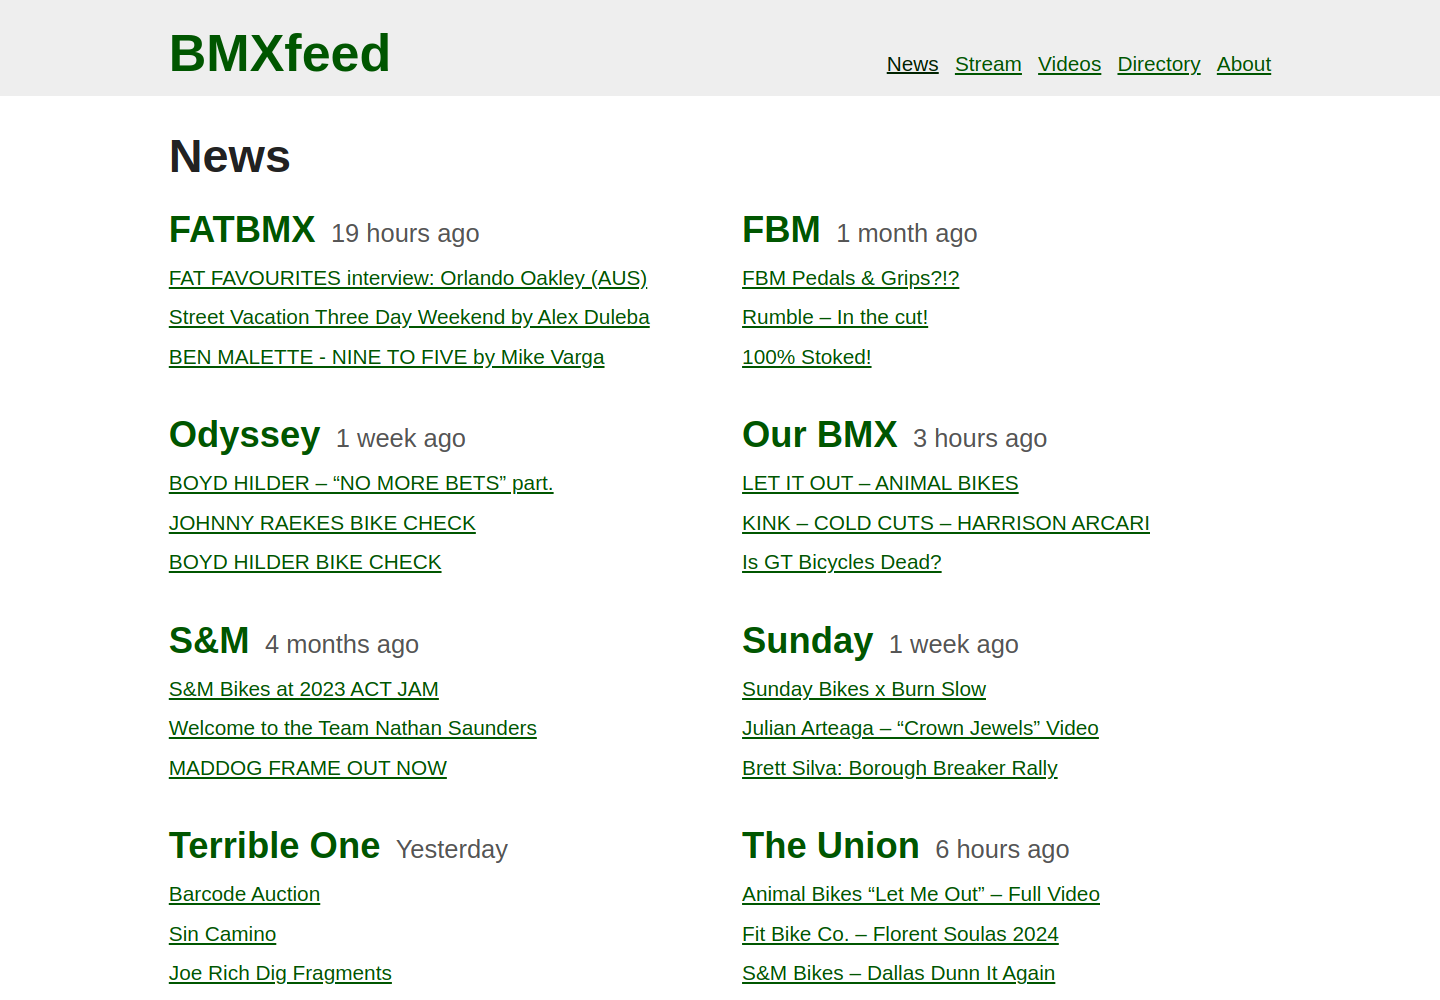 BMXfeed
News Stream Videos Directory About
News
FATBMX 19 hours ago
FAT FAVOURITES interview: Orlando Oakley (AUS)
Street Vacation Three Day Weekend by Alex Duleba
BEN MALETTE - NINE TO FIVE by Mike Varga
FBM 1 month ago
FBM Pedals & Grips?!?
Rumble – In the cut!
100% Stoked!
Odyssey 1 week ago
BOYD HILDER – “NO MORE BETS” part.
JOHNNY RAEKES BIKE CHECK
BOYD HILDER BIKE CHECK
Our BMX 3 hours ago
LET IT OUT – ANIMAL BIKES
KINK – COLD CUTS – HARRISON ARCARI
Is GT Bicycles Dead?
S&M 4 months ago
S&M Bikes at 2023 ACT JAM
Welcome to the Team Nathan Saunders
MADDOG FRAME OUT NOW
Sunday 1 week ago
Sunday Bikes x Burn Slow
Julian Arteaga – “Crown Jewels” Video
Brett Silva: Borough Breaker Rally
Terrible One Yesterday
Barcode Auction
Sin Camino
Joe Rich Dig Fragments
The Union 6 hours ago
Animal Bikes “Let Me Out” – Full Video
Fit Bike Co. – Florent Soulas 2024
S&M Bikes – Dallas Dunn It Again